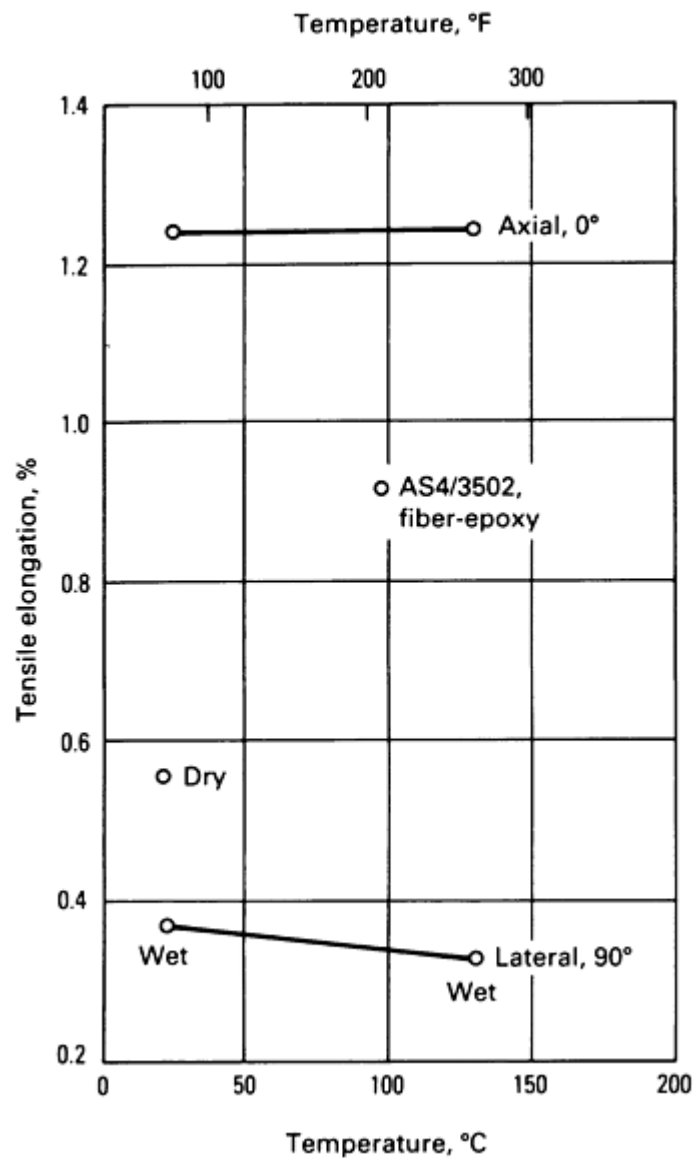 Temperature, °F
100 200 300
1.4
Axial, 0°
1.2
1.0
AS4/3502,
fiber-epoxy
0.8
Tensile elongation, %
0.6
Dry
0.4
Wet
Lateral, 90°
Wet
0.2
0 50 100 150 200
Temperature, °C